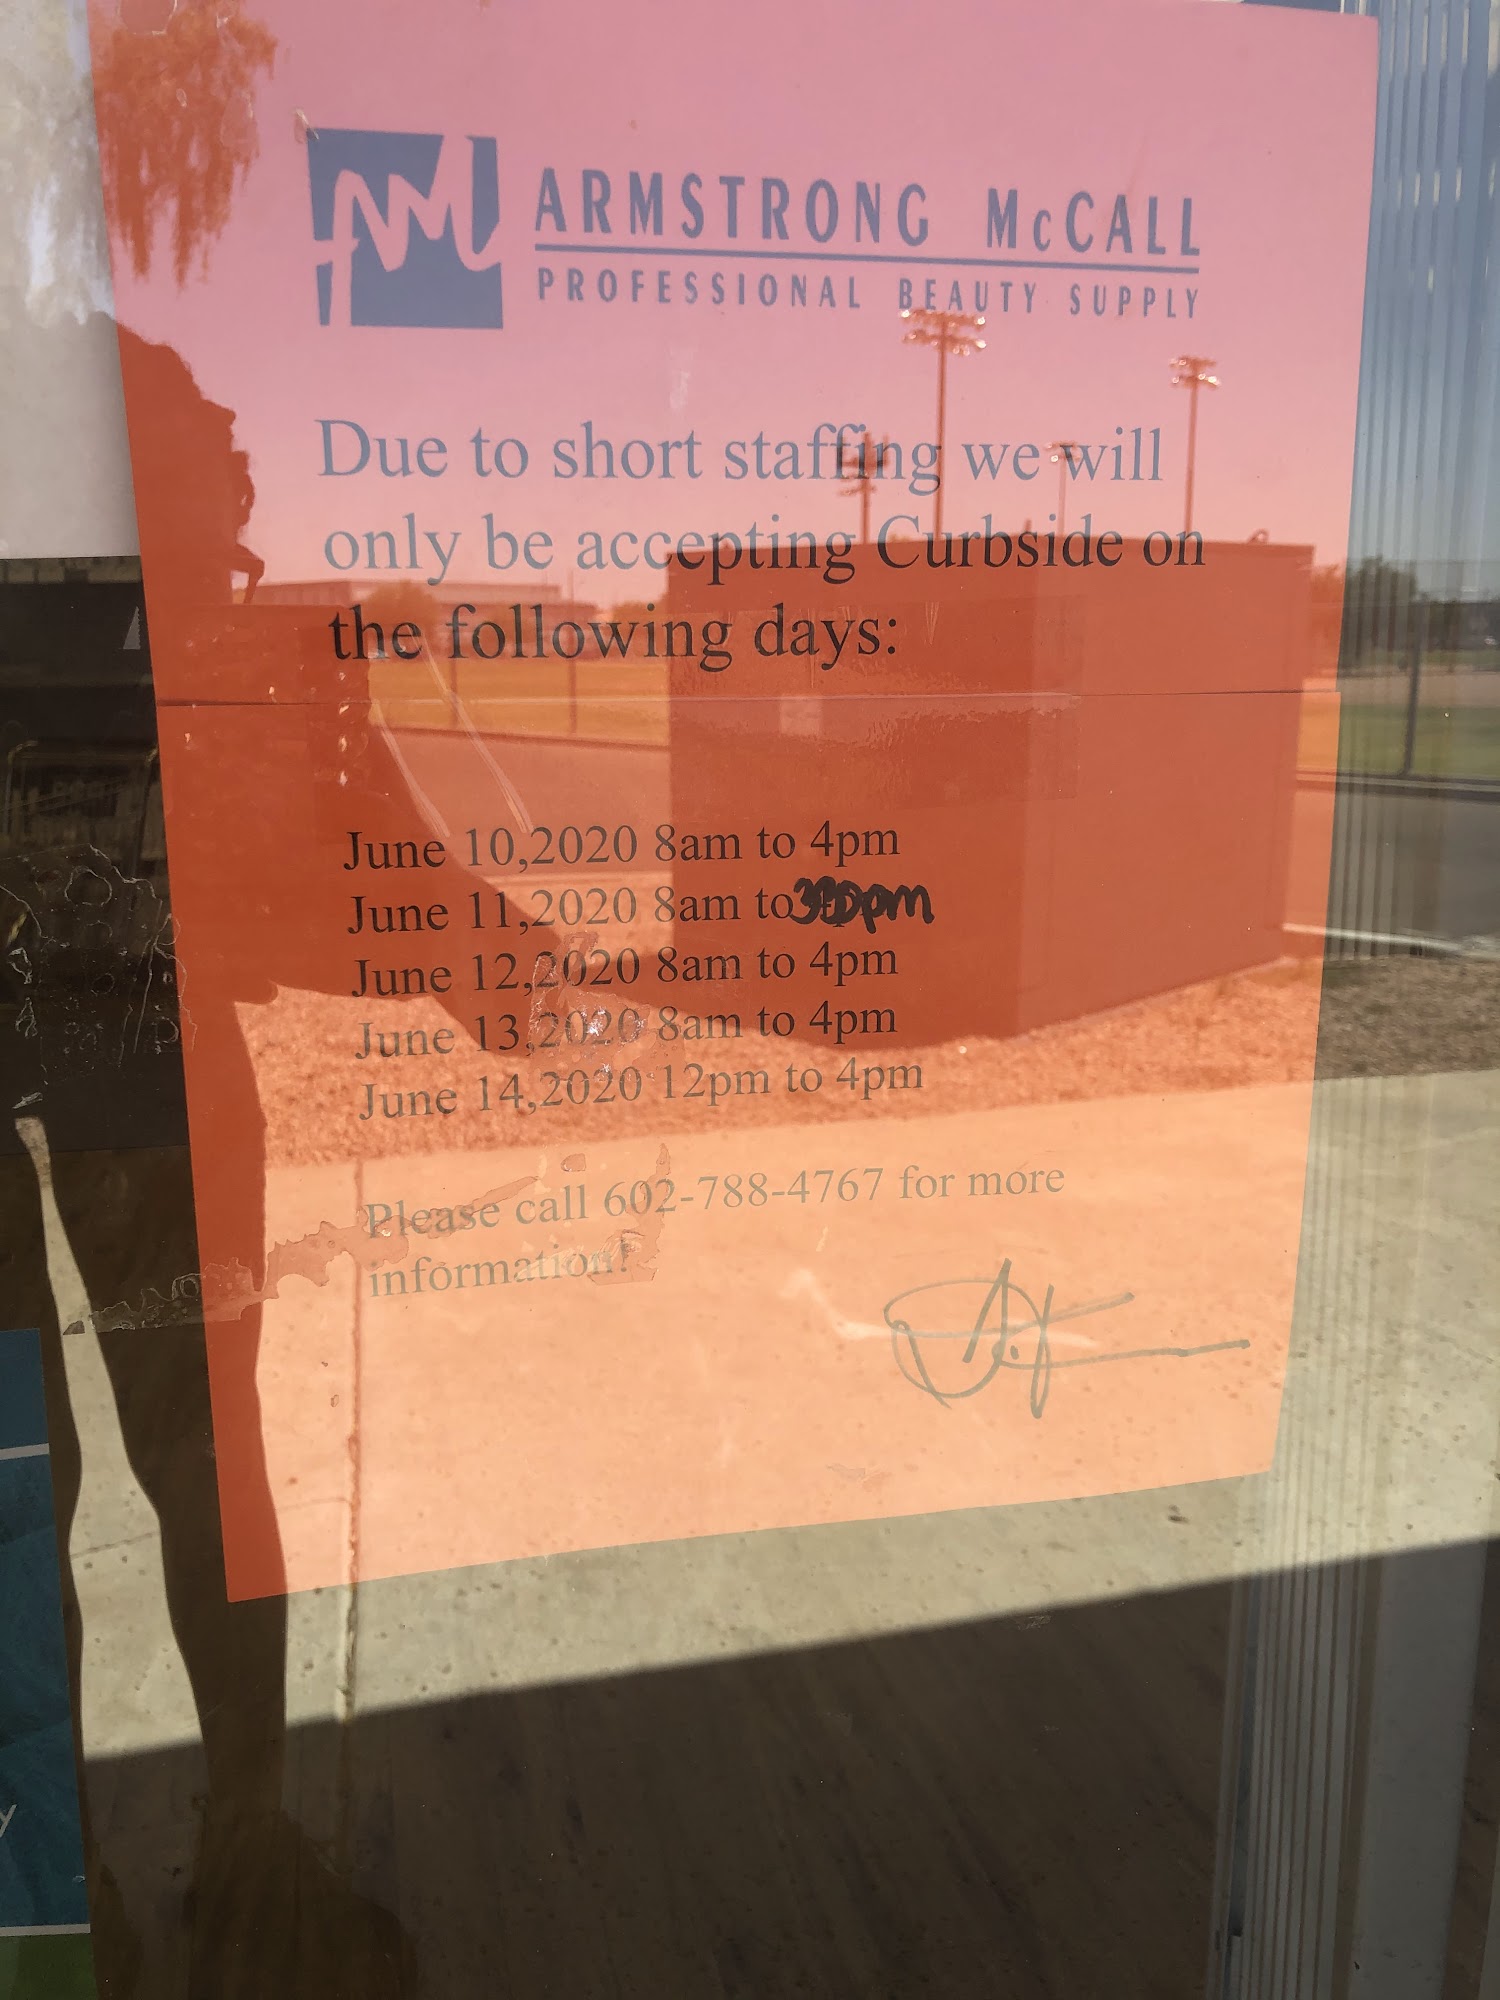 ARMSTRONG McCALL
PROFESSIONAL BEAUTY SUPPLY
Due to short staffing we will
only be accepting Curbside on
the following days:
June 10,2020 8am to 4pm
June 11,2020 8am to 330pm
June 12,2020 8am to 4pm
June 13,2020 8am to 4pm
June 14,2020 12pm to 4pm
Please call 602-788-4767 for more
information!